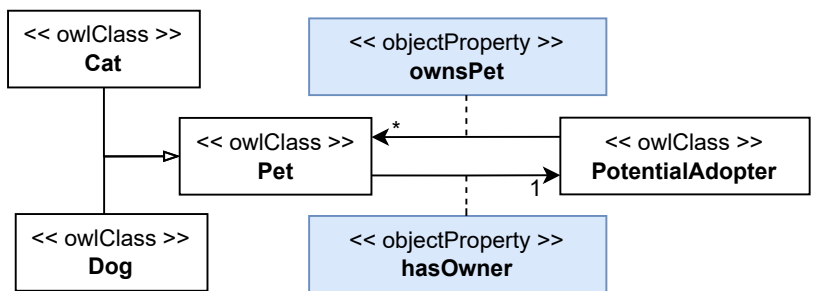 << owlClass >>
Cat
<< objectProperty >>
ownsPet
<< owlClass >>
Pet
*
1
<< owlClass >>
PotentialAdopter
<< owlClass >>
Dog
<< objectProperty >>
hasOwner